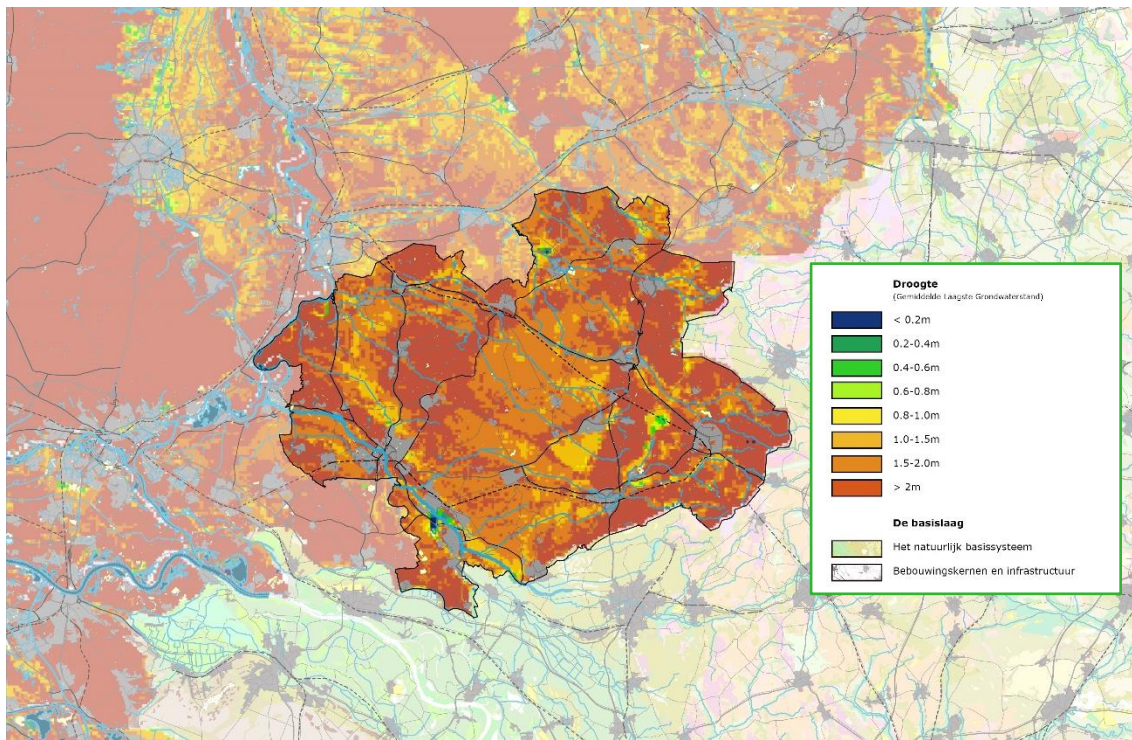 Droogte
(Gemiddelde Laagste Grondwaterstand)
< 0.2m
0.2-0.4m
0.4-0.6m
0.6-0.8m
0.8-1.0m
1.0-1.5m
1.5-2.0m
> 2m
De basislaag
Het natuurlijk basissysteem
Bebouwingskernen en infrastructuur